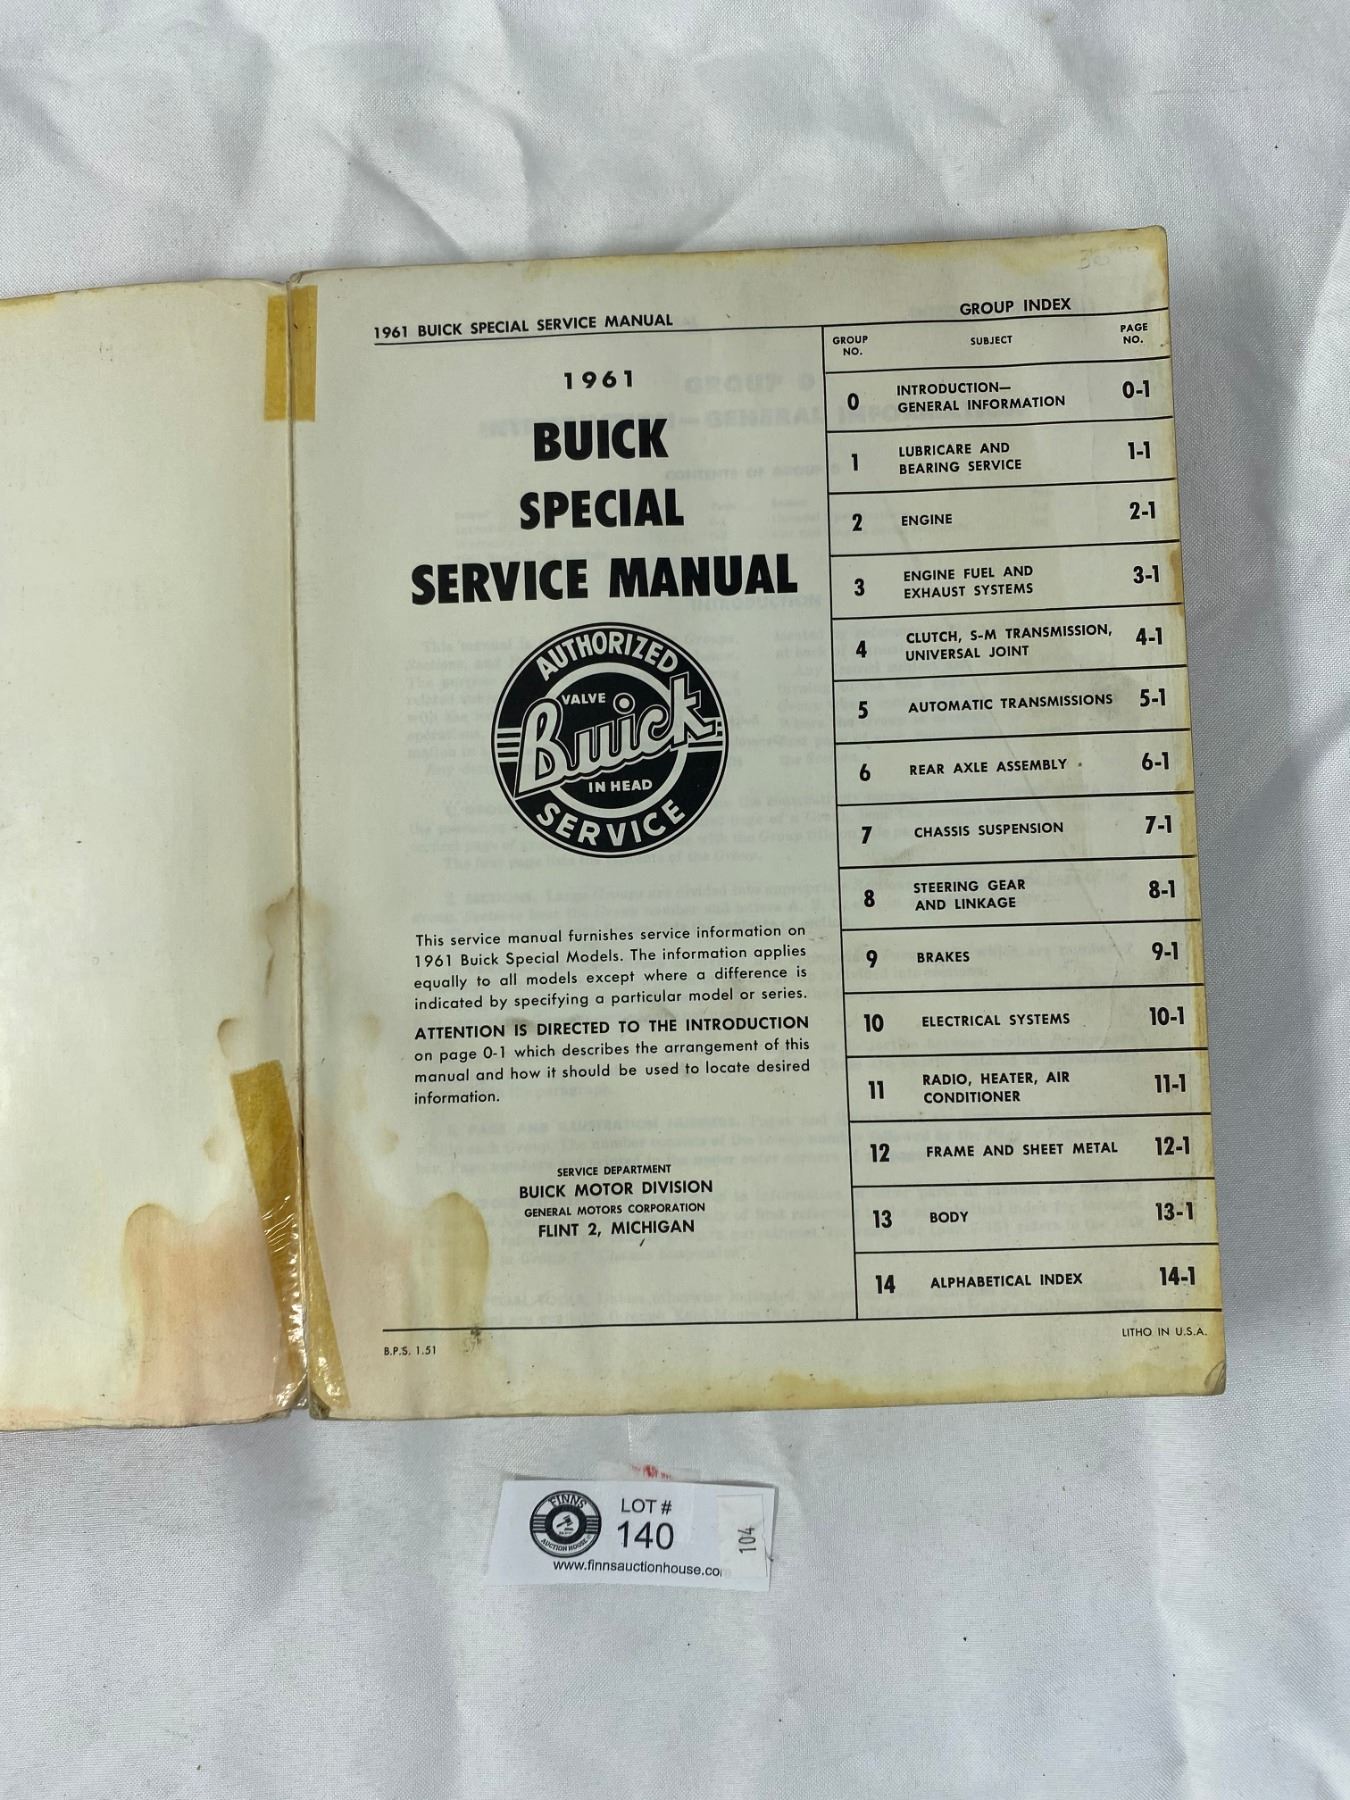 1961 BUICK SPECIAL SERVICE MANUAL
1961
BUICK
SPECIAL
SERVICE MANUAL
AUTHORIZED
VALVE
Buick
IN HEAD
SERVICE
This service manual furnishes service information on
1961 Buick Special Models. The information applies
equally to all models except where a difference is
indicated by specifying a particular model or series.
ATTENTION IS DIRECTED TO THE INTRODUCTION
on page 0-1 which describes the arrangement of this
manual and how it should be used to locate desired
information.
SERVICE DEPARTMENT
BUICK MOTOR DIVISION
GENERAL MOTORS CORPORATION
FLINT 2, MICHIGAN
GROUP INDEX
GROUP NO. SUBJECT PAGE NO.
0 INTRODUCTION— 0-1
GENERAL INFORMATION
1 LUBRICARE AND 1-1
BEARING SERVICE
2 ENGINE 2-1
3 ENGINE FUEL AND 3-1
EXHAUST SYSTEMS
4 CLUTCH, S-M TRANSMISSION, 4-1
UNIVERSAL JOINT
5 AUTOMATIC TRANSMISSIONS 5-1
6 REAR AXLE ASSEMBLY 6-1
7 CHASSIS SUSPENSION 7-1
8 STEERING GEAR 8-1
AND LINKAGE
9 BRAKES 9-1
10 ELECTRICAL SYSTEMS 10-1
11 RADIO, HEATER, AIR 11-1
CONDITIONER
12 FRAME AND SHEET METAL 12-1
13 BODY 13-1
14 ALPHABETICAL INDEX 14-1
B.P.S. 1.51
LITHO IN U.S.A.
FINNS
AUCTION HOUSE
LOT #
140
104
www.finnsauctionhouse.co